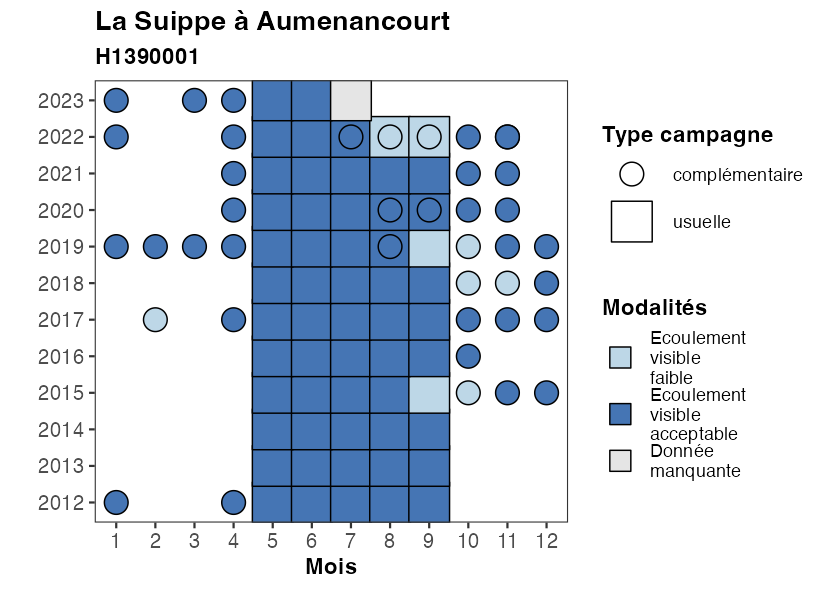 La Suippe à Aumenancourt
H1390001
2023
2022
2021
2020
2019
2018
2017
2016
2015
2014
2013
2012
1 2 3 4 5 6 7 8 9 10 11 12
Mois
Type campagne
complémentaire
usuelle
Modalités
Ecoulement
visible
faible
Ecoulement
visible
acceptable
Donnée
manquante